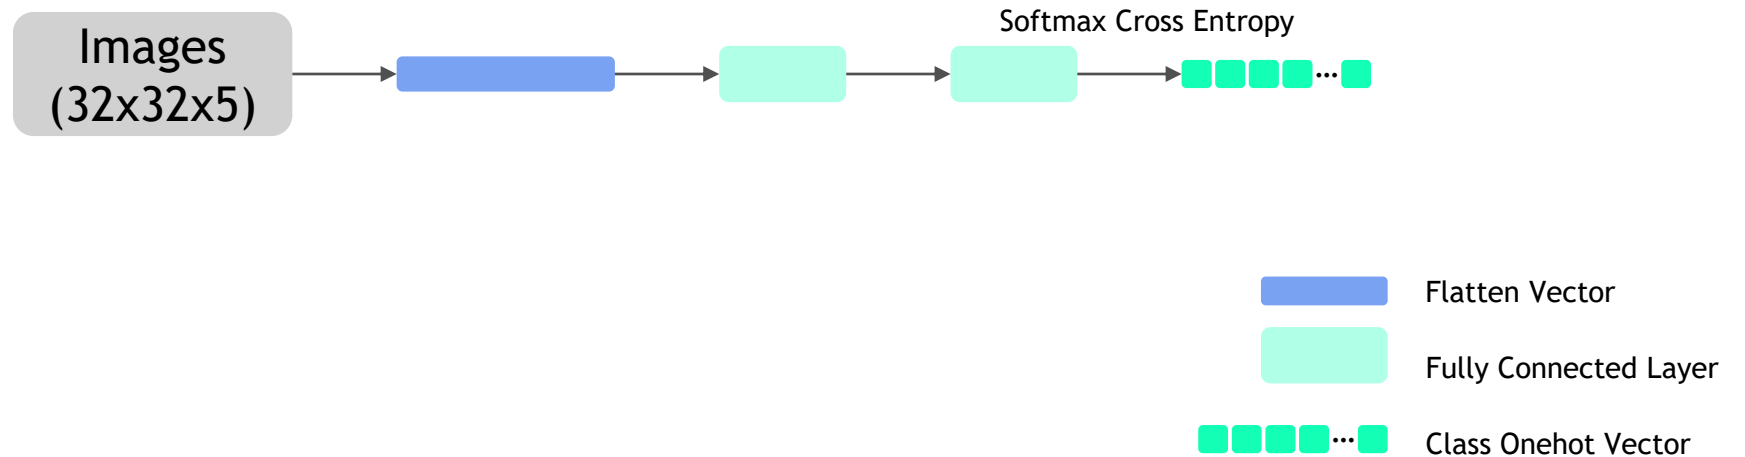 Softmax Cross Entropy
Images
(32x32x5)
Flatten Vector
Fully Connected Layer
Class Onehot Vector